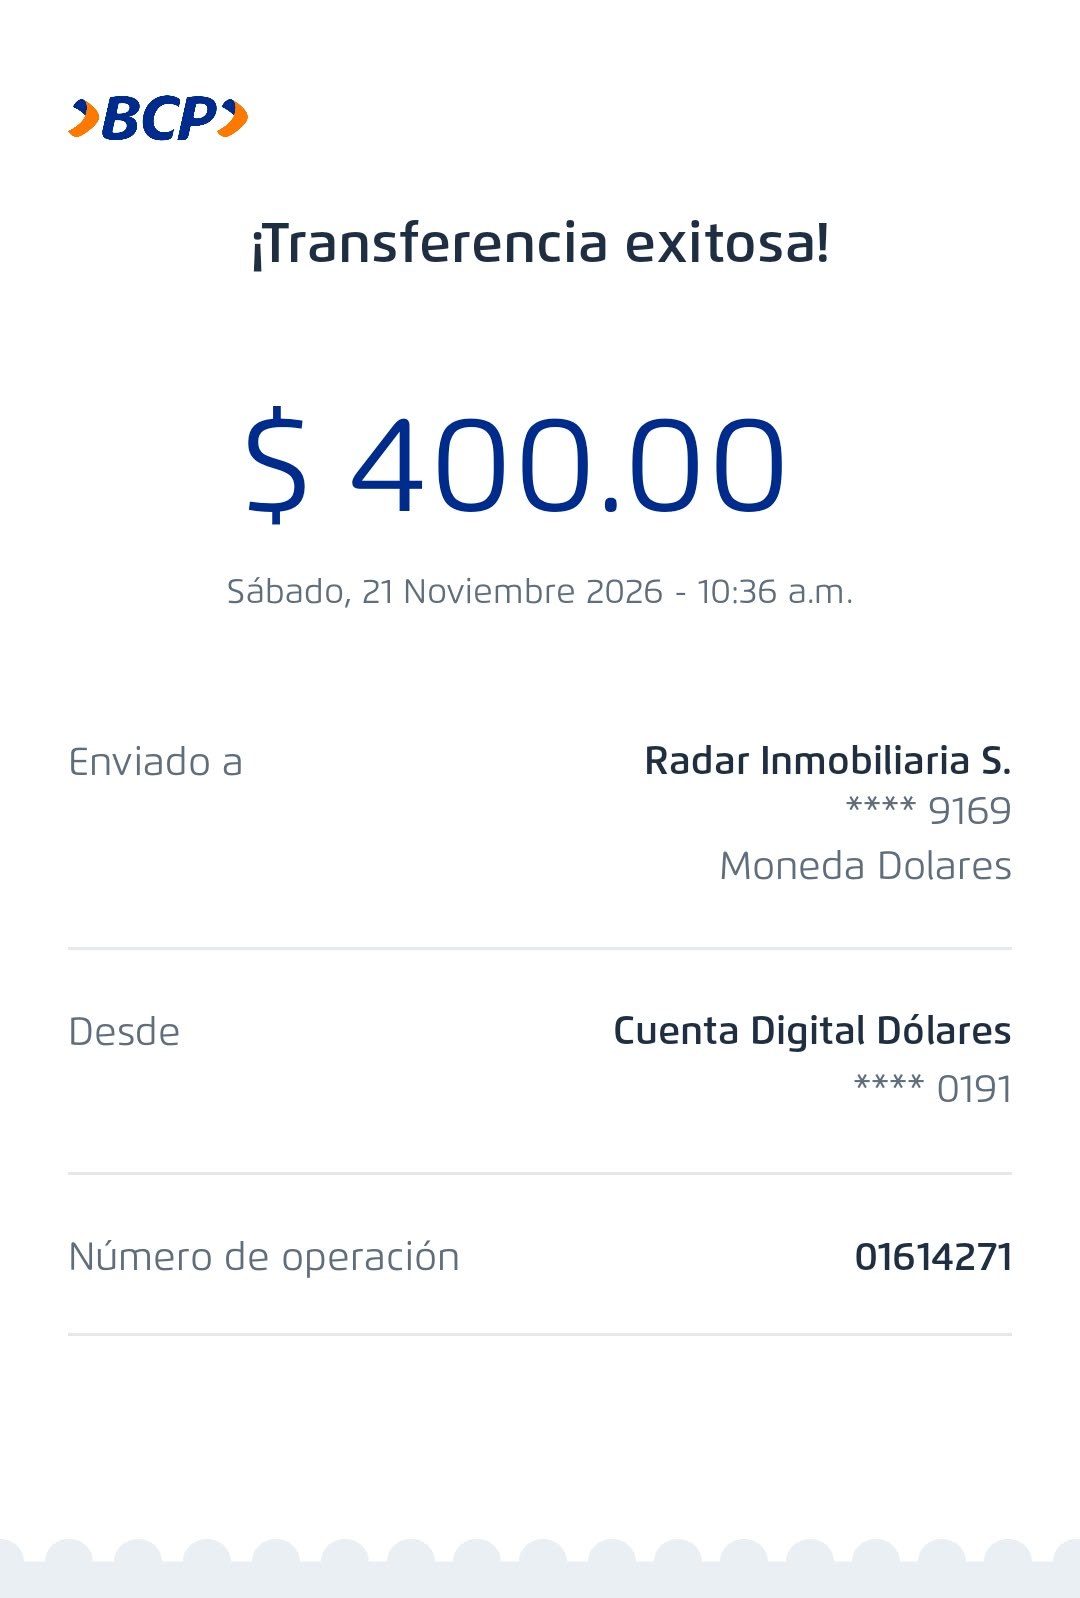 BCP
¡Transferencia exitosa!
$ 400.00
Sábado, 21 Noviembre 2026 - 10:36 a.m.
Enviado a
Radar Inmobiliaria S.
**** 9169
Moneda Dolares
Desde
Cuenta Digital Dólares
**** 0191
Número de operación
01614271